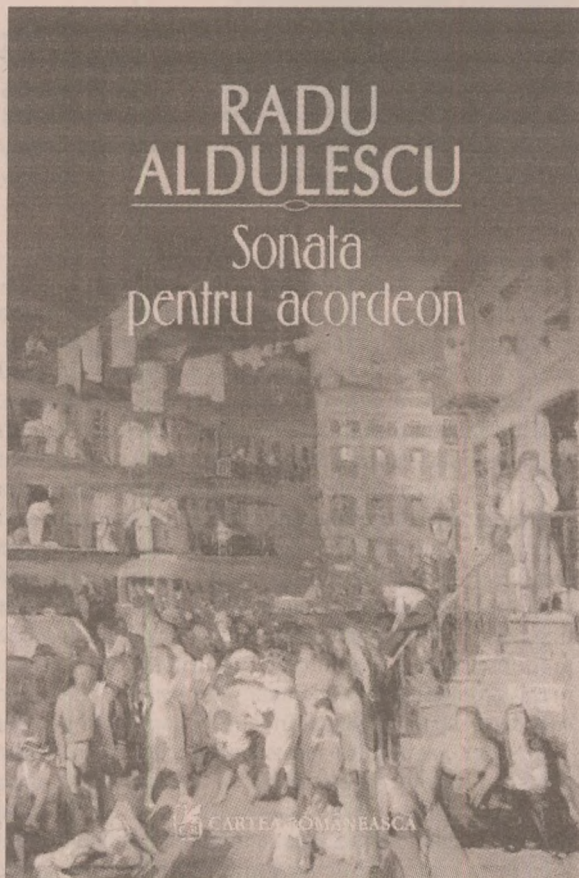 RADU
ALDULESCU
Sonata
pentru acordeon
CARTEA ROMÂNEASCĂ